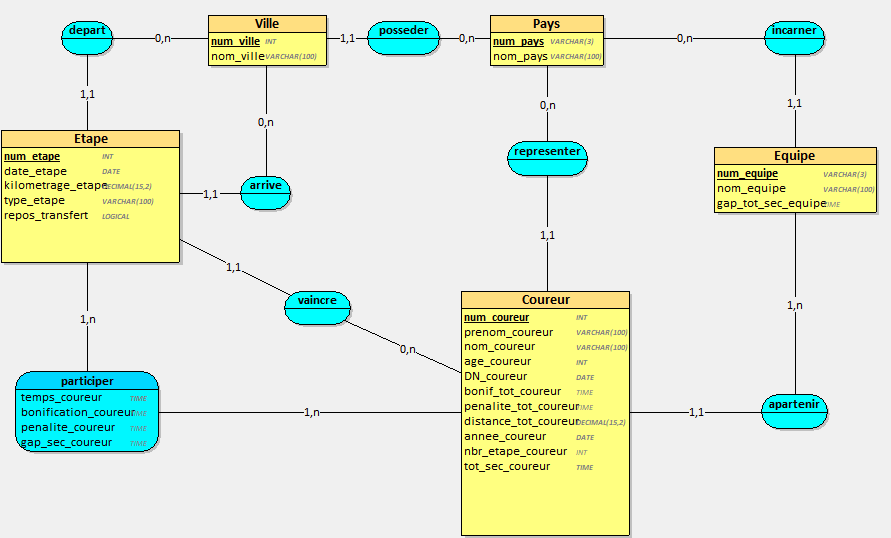 depart
0,n
Ville
num_ville INT
nom_ville VARCHAR(100)
1,1
posseder
0,n
Pays
num_pays VARCHAR(3)
nom_pays VARCHAR(100)
0,n
incarner
1,1
0,n
0,n
1,1
Etape
num_etape INT
date_etape DATE
kilometrage_etape DECIMAL(15,2)
type_etape VARCHAR(100)
repos_transfert LOGICAL
1,1
arrive
representer
Equipe
num_equipe VARCHAR(3)
nom_equipe VARCHAR(100)
gap_tot_sec_equipe TIME
1,1
1,1
vaincre
0,n
1,n
1,n
Coureur
num_coureur INT
prenom_coureur VARCHAR(100)
nom_coureur VARCHAR(100)
age_coureur INT
DN_coureur DATE
bonif_tot_coureur TIME
penalite_tot_coureur TIME
distance_tot_coureur DECIMAL(15,2)
annee_coureur DATE
nbr_etape_coureur INT
tot_sec_coureur TIME
participer
temps_coureur TIME
bonification_coureur TIME
penalite_coureur TIME
gap_sec_coureur TIME
1,n
1,1
apartenir